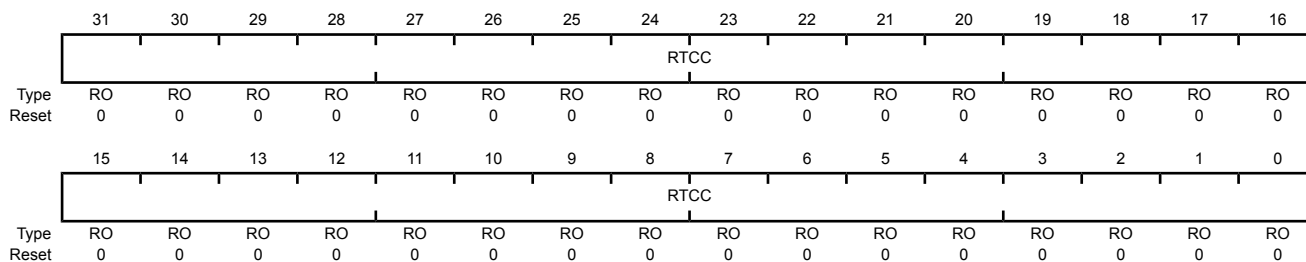 31 30 29 28 27 26 25 24 23 22 21 20 19 18 17 16
RTCC
Type RO RO RO RO RO RO RO RO RO RO RO RO RO RO RO RO
Reset 0 0 0 0 0 0 0 0 0 0 0 0 0 0 0 0
15 14 13 12 11 10 9 8 7 6 5 4 3 2 1 0
RTCC
Type RO RO RO RO RO RO RO RO RO RO RO RO RO RO RO RO
Reset 0 0 0 0 0 0 0 0 0 0 0 0 0 0 0 0